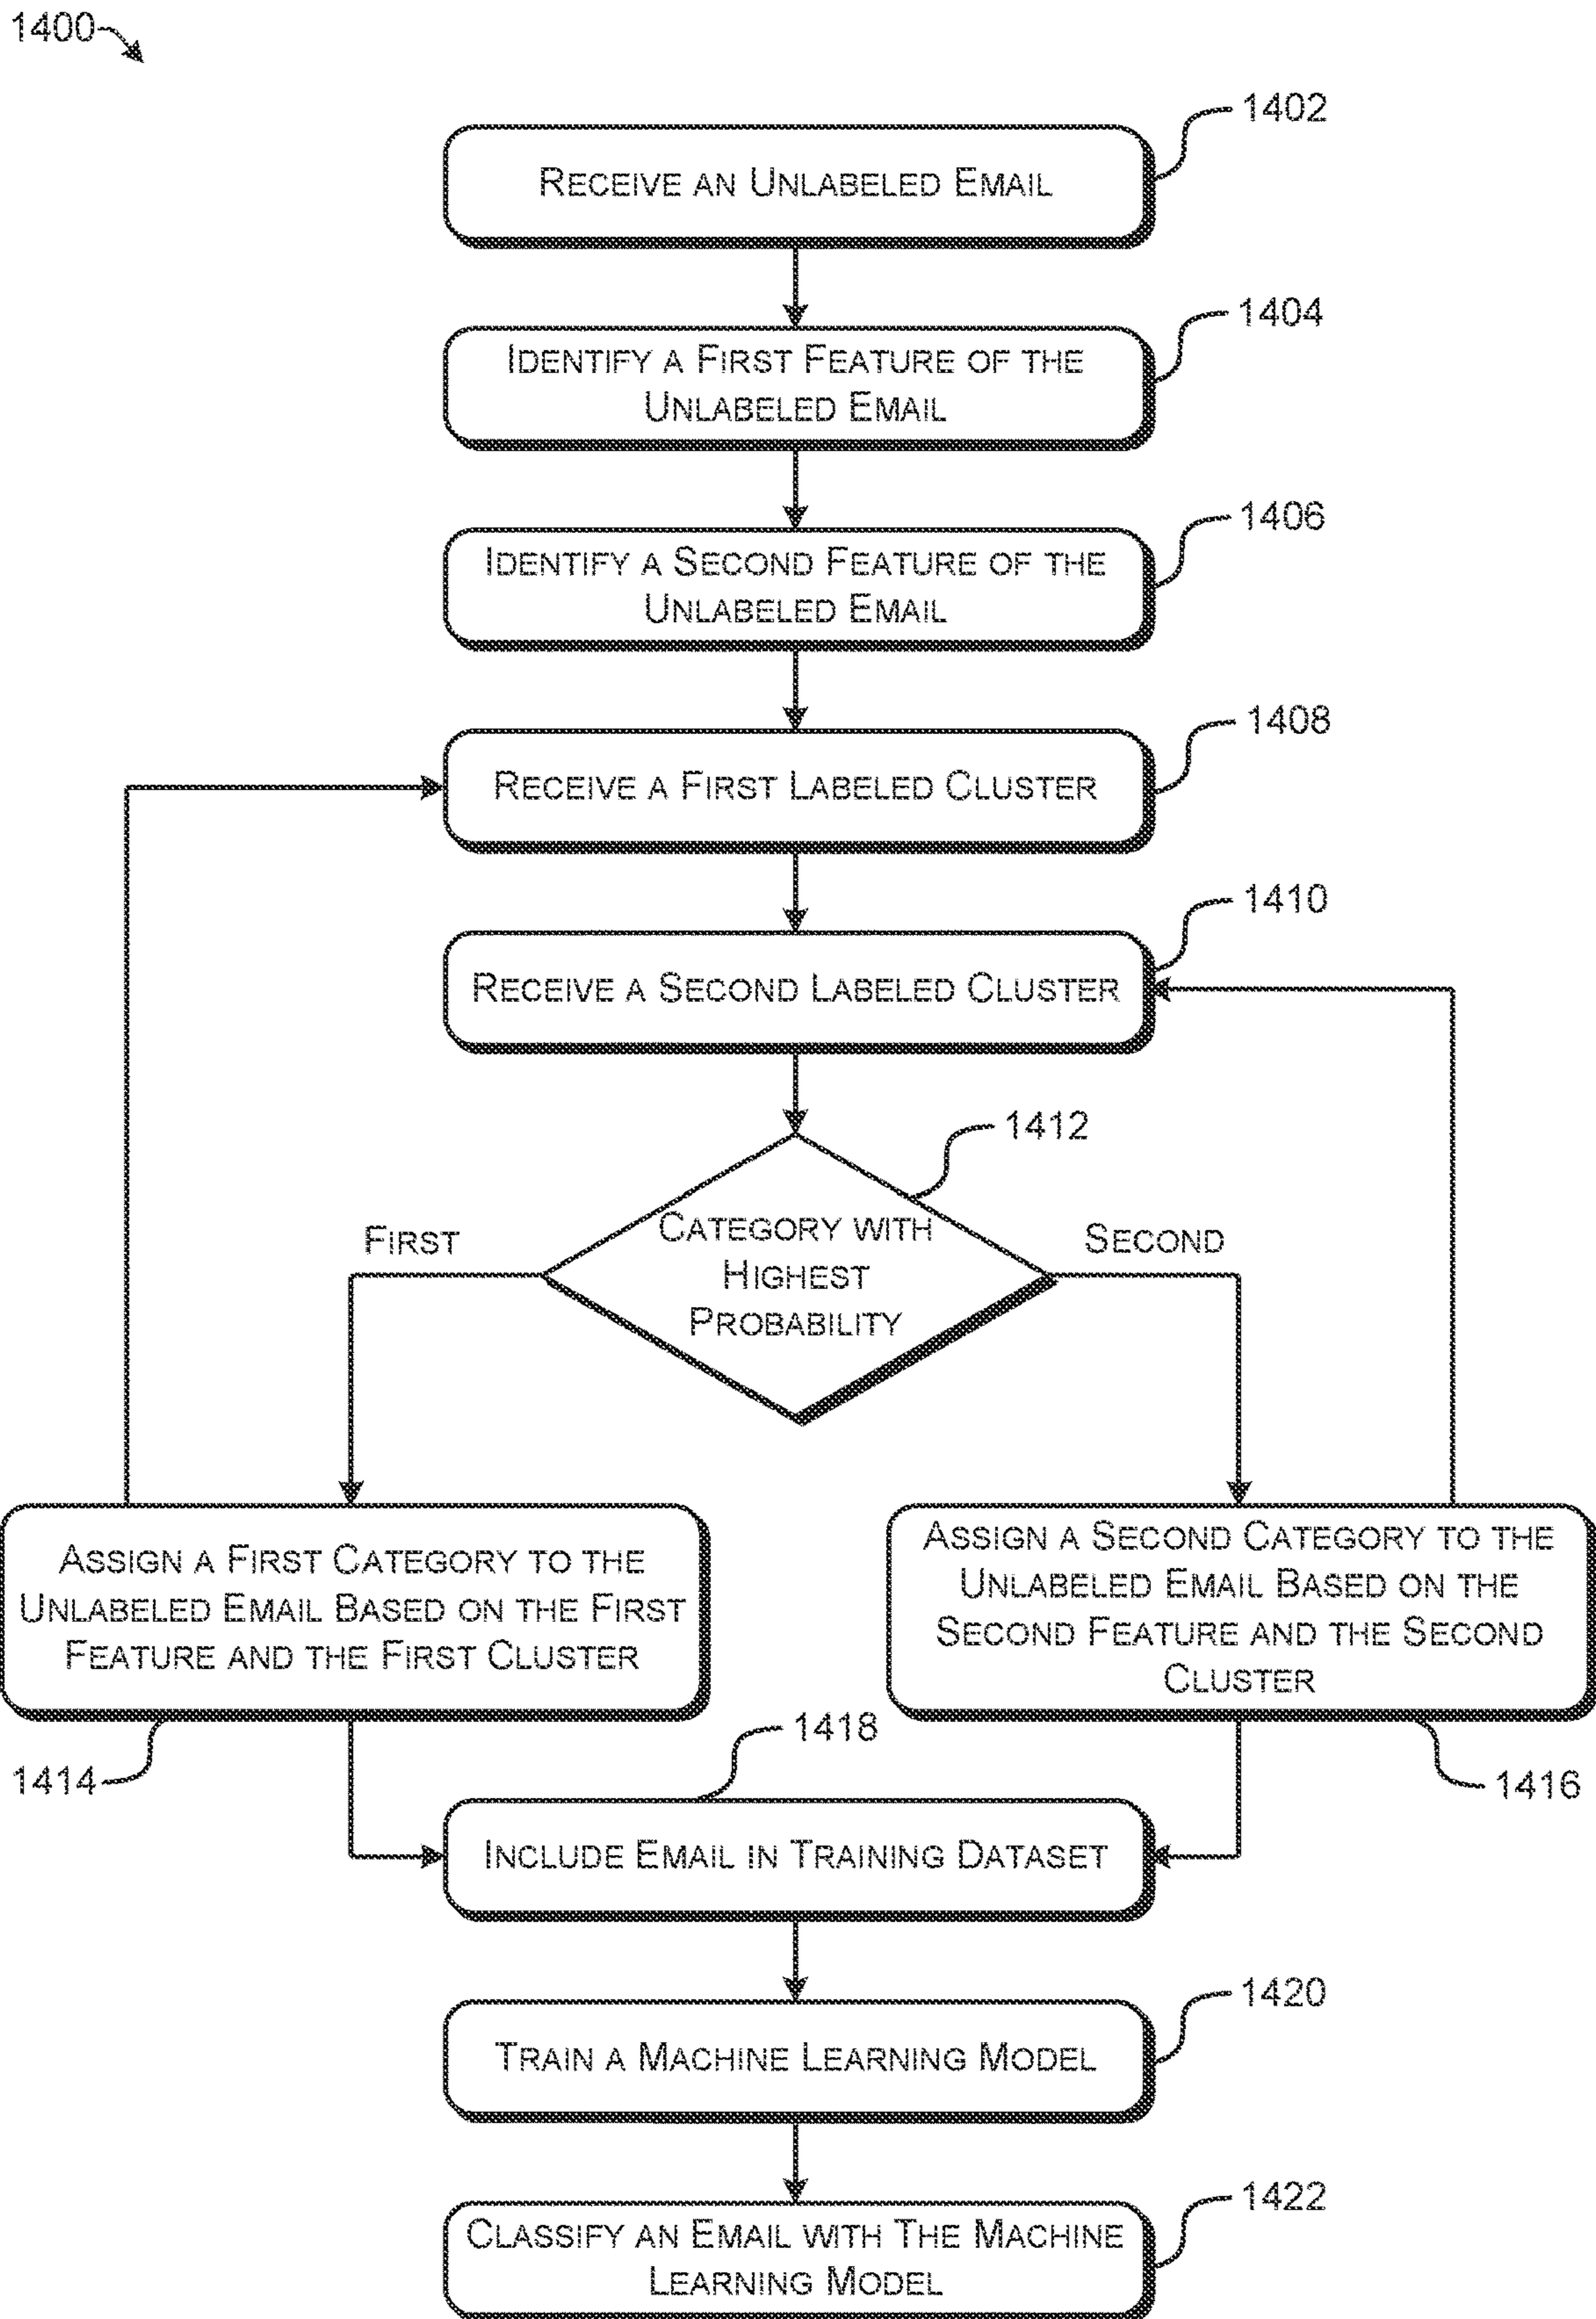 1400
1402
RECEIVE AN UNLABELED EMAIL
1404
IDENTIFY A FIRST FEATURE OF THE
UNLABELED EMAIL
1406
IDENTIFY A SECOND FEATURE OF THE
UNLABELED EMAIL
1408
RECEIVE A FIRST LABELED CLUSTER
1410
RECEIVE A SECOND LABELED CLUSTER
1412
FIRST
CATEGORY WITH
HIGHEST
PROBABILITY
SECOND
ASSIGN A FIRST CATEGORY TO THE
UNLABELED EMAIL BASED ON THE FIRST
FEATURE AND THE FIRST CLUSTER
1414
ASSIGN A SECOND CATEGORY TO THE
UNLABELED EMAIL BASED ON THE
SECOND FEATURE AND THE SECOND
CLUSTER
1416
1418
INCLUDE EMAIL IN TRAINING DATASET
1420
TRAIN A MACHINE LEARNING MODEL
1422
CLASSIFY AN EMAIL WITH THE MACHINE
LEARNING MODEL